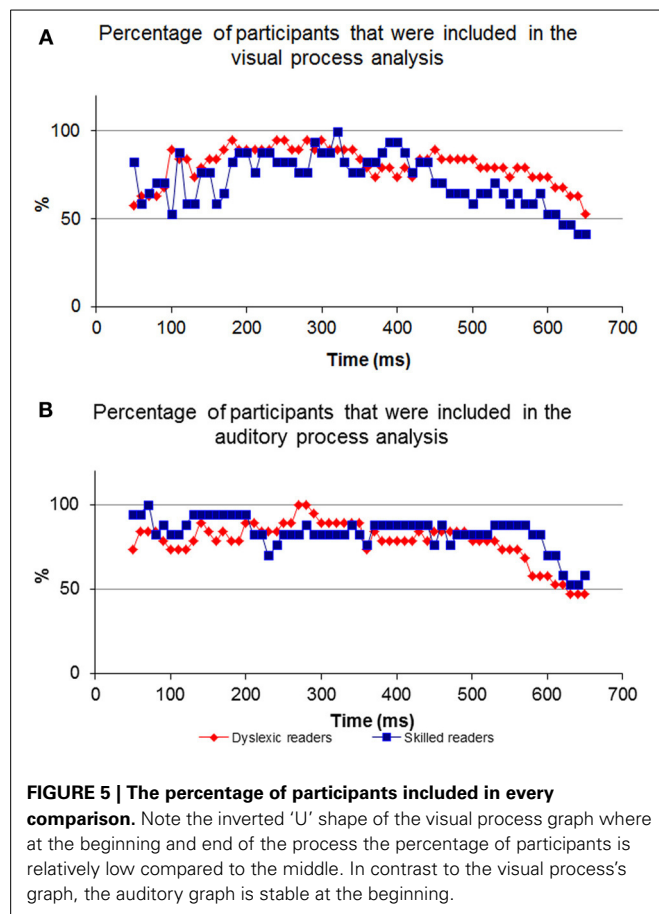 A
Percentage of participants that were included in the
visual process analysis
100
50
0
%
0 100 200 300 400 500 600 700
Time (ms)
B
Percentage of participants that were included in the
auditory process analysis
100
50
0
%
0 100 200 300 400 500 600 700
Time (ms)
Dyslexic readers Skilled readers
FIGURE 5 | The percentage of participants included in every
comparison. Note the inverted ‘U’ shape of the visual process graph where
at the beginning and end of the process the percentage of participants is
relatively low compared to the middle. In contrast to the visual process’s
graph, the auditory graph is stable at the beginning.